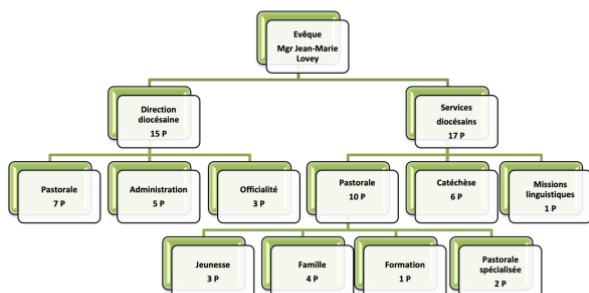 Evêque
Mgr Jean-Marie
Lovey
Direction
diocésaine
15 P
Services
diocésains
17 P
Pastorale
7 P
Administration
5 P
Officialité
3 P
Pastorale
10 P
Catéchèse
6 P
Missions
linguistiques
1 P
Jeunesse
3 P
Famille
4 P
Formation
1 P
Pastorale
spécialisée
2 P